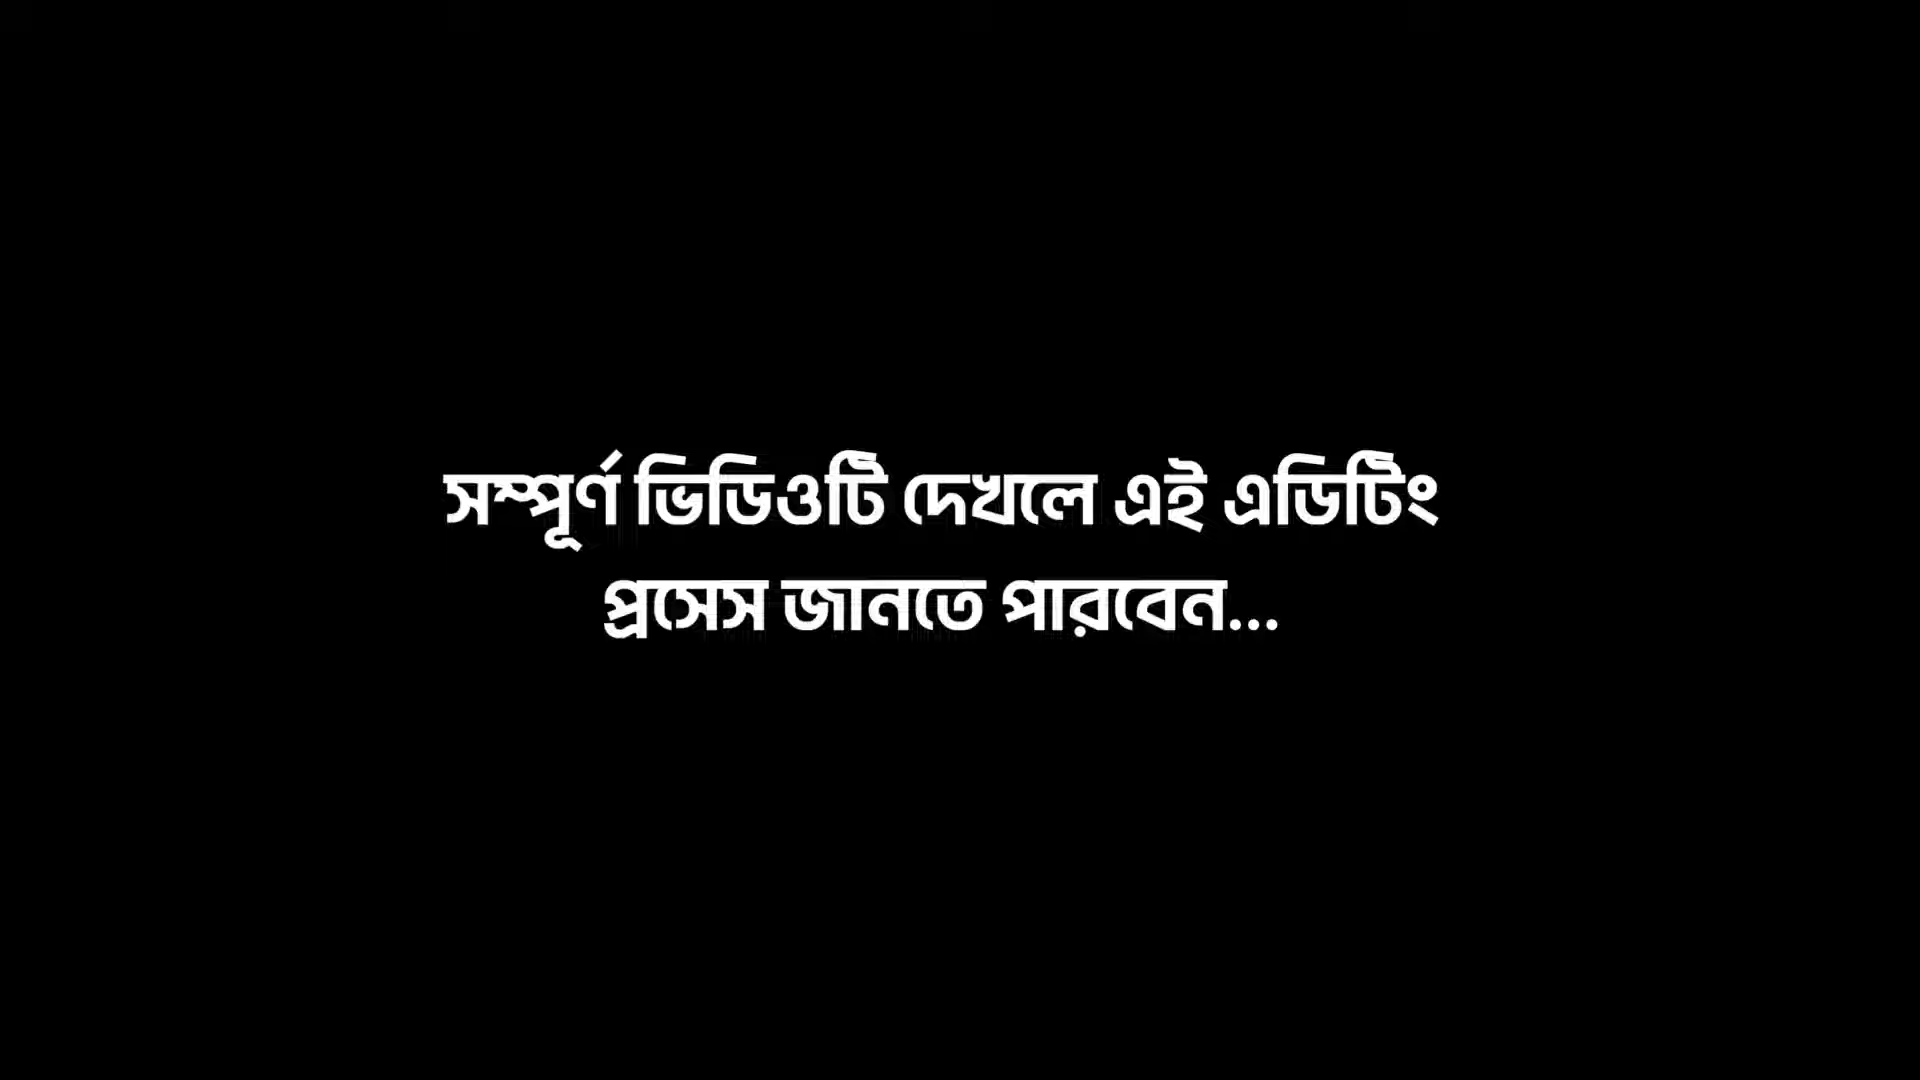 সম্পূর্ণ ভিডিওটি দেখলে এই এডিটিং
প্রসেস জানতে পারবেন...